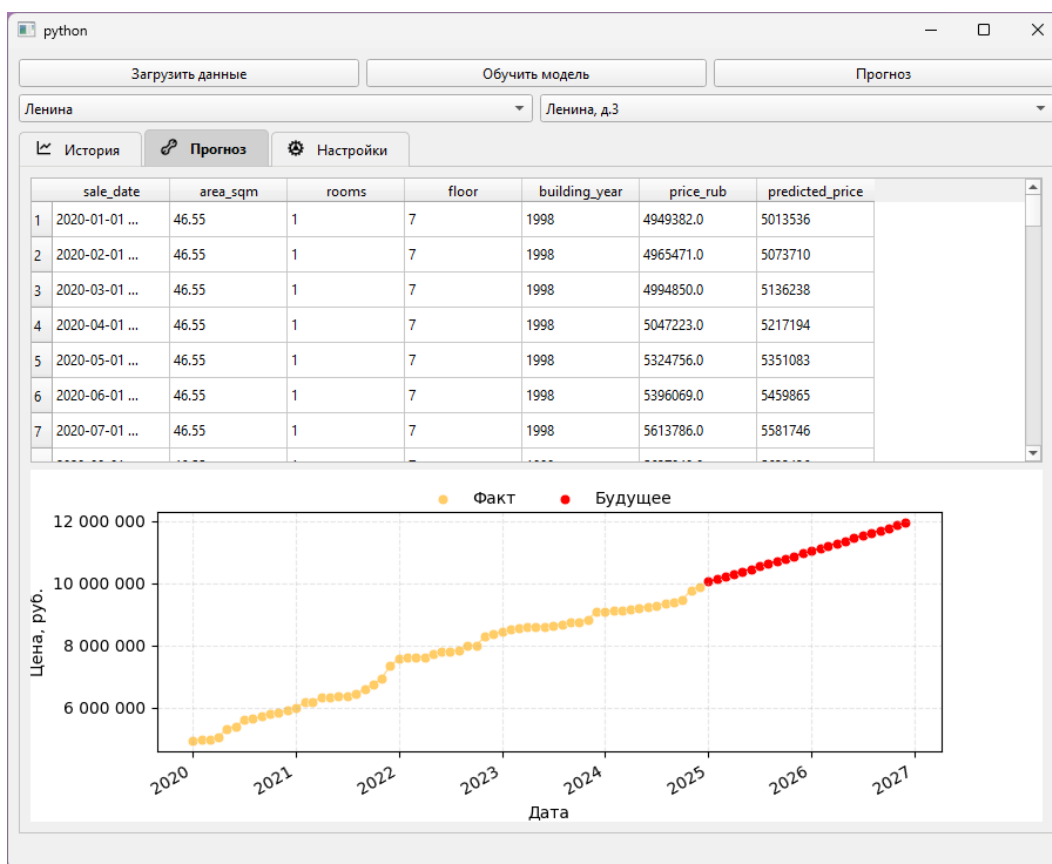 python
Загрузить данные Обучить модель Прогноз
Ленина Ленина, д.3
История Прогноз Настройки
sale_date area_sqm rooms floor building_year price_rub predicted_price
1 2020-01-01 ... 46.55 1 7 1998 4949382.0 5013536
2 2020-02-01 ... 46.55 1 7 1998 4965471.0 5073710
3 2020-03-01 ... 46.55 1 7 1998 4994850.0 5136238
4 2020-04-01 ... 46.55 1 7 1998 5047223.0 5217194
5 2020-05-01 ... 46.55 1 7 1998 5324756.0 5351083
6 2020-06-01 ... 46.55 1 7 1998 5396069.0 5459865
7 2020-07-01 ... 46.55 1 7 1998 5613786.0 5581746
Факт Будущее
12 000 000
10 000 000
8 000 000
6 000 000
Цена, руб.
2020 2021 2022 2023 2024 2025 2026 2027
Дата